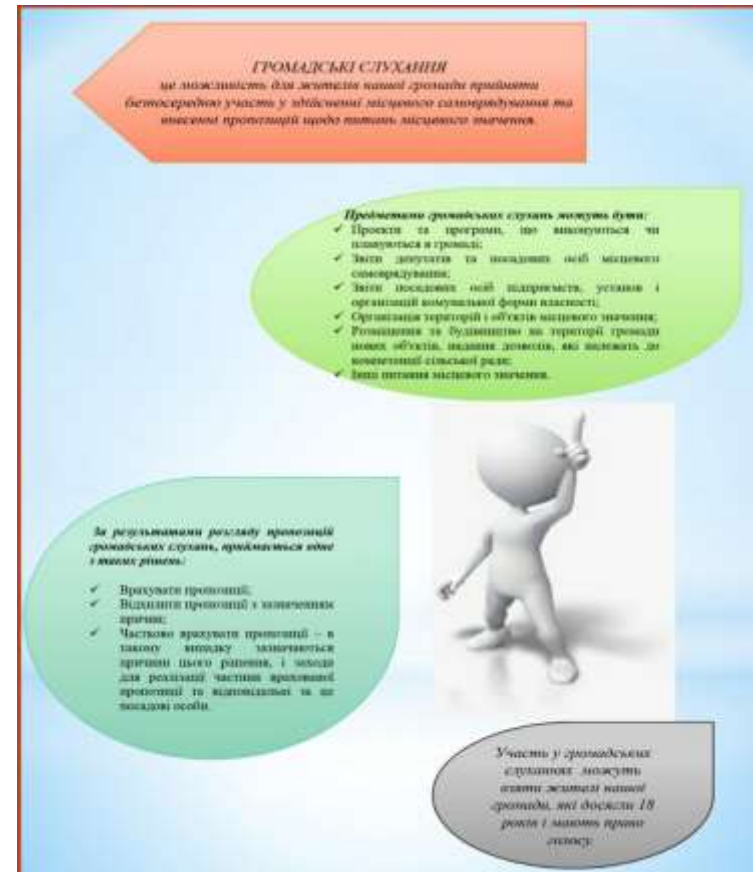 ГРОМАДСЬКІ СЛУХАННЯ
це можливість для жителів нашої громади прийняти
безпосередню участь у здійсненні місцевого самоврядування та
внесенні пропозицій щодо питань місцевого значення.
Предметами громадських слухань можуть бути:
✓ Проекти та програми, що виконуються чи
плануються в громаді;
✓ Звіти депутатів та посадових осіб місцевого
самоврядування;
✓ Звіти посадових осіб підприємств, установ і
організацій комунальної форми власності;
✓ Організація територій і об'єктів місцевого значення;
✓ Розміщення та будівництво на території громади
нових об'єктів, надання дозволів, які належать до
компетенції сільської ради;
✓ Інші питання місцевого значення.
За результатами розгляду пропозицій
громадських слухань, приймається одне
з таких рішень:
✓ Врахувати пропозиції;
✓ Відхилити пропозиції з зазначенням
причин;
✓ Частково врахувати пропозиції – в
такому випадку зазначаються
причини цього рішення, і заходи
для реалізації частини врахованої
пропозиції та відповідальні за це
посадові особи.
Участь у громадських
слуханнях можуть
взяти жителі нашої
громади, які досягли 18
років і мають право
голосу.